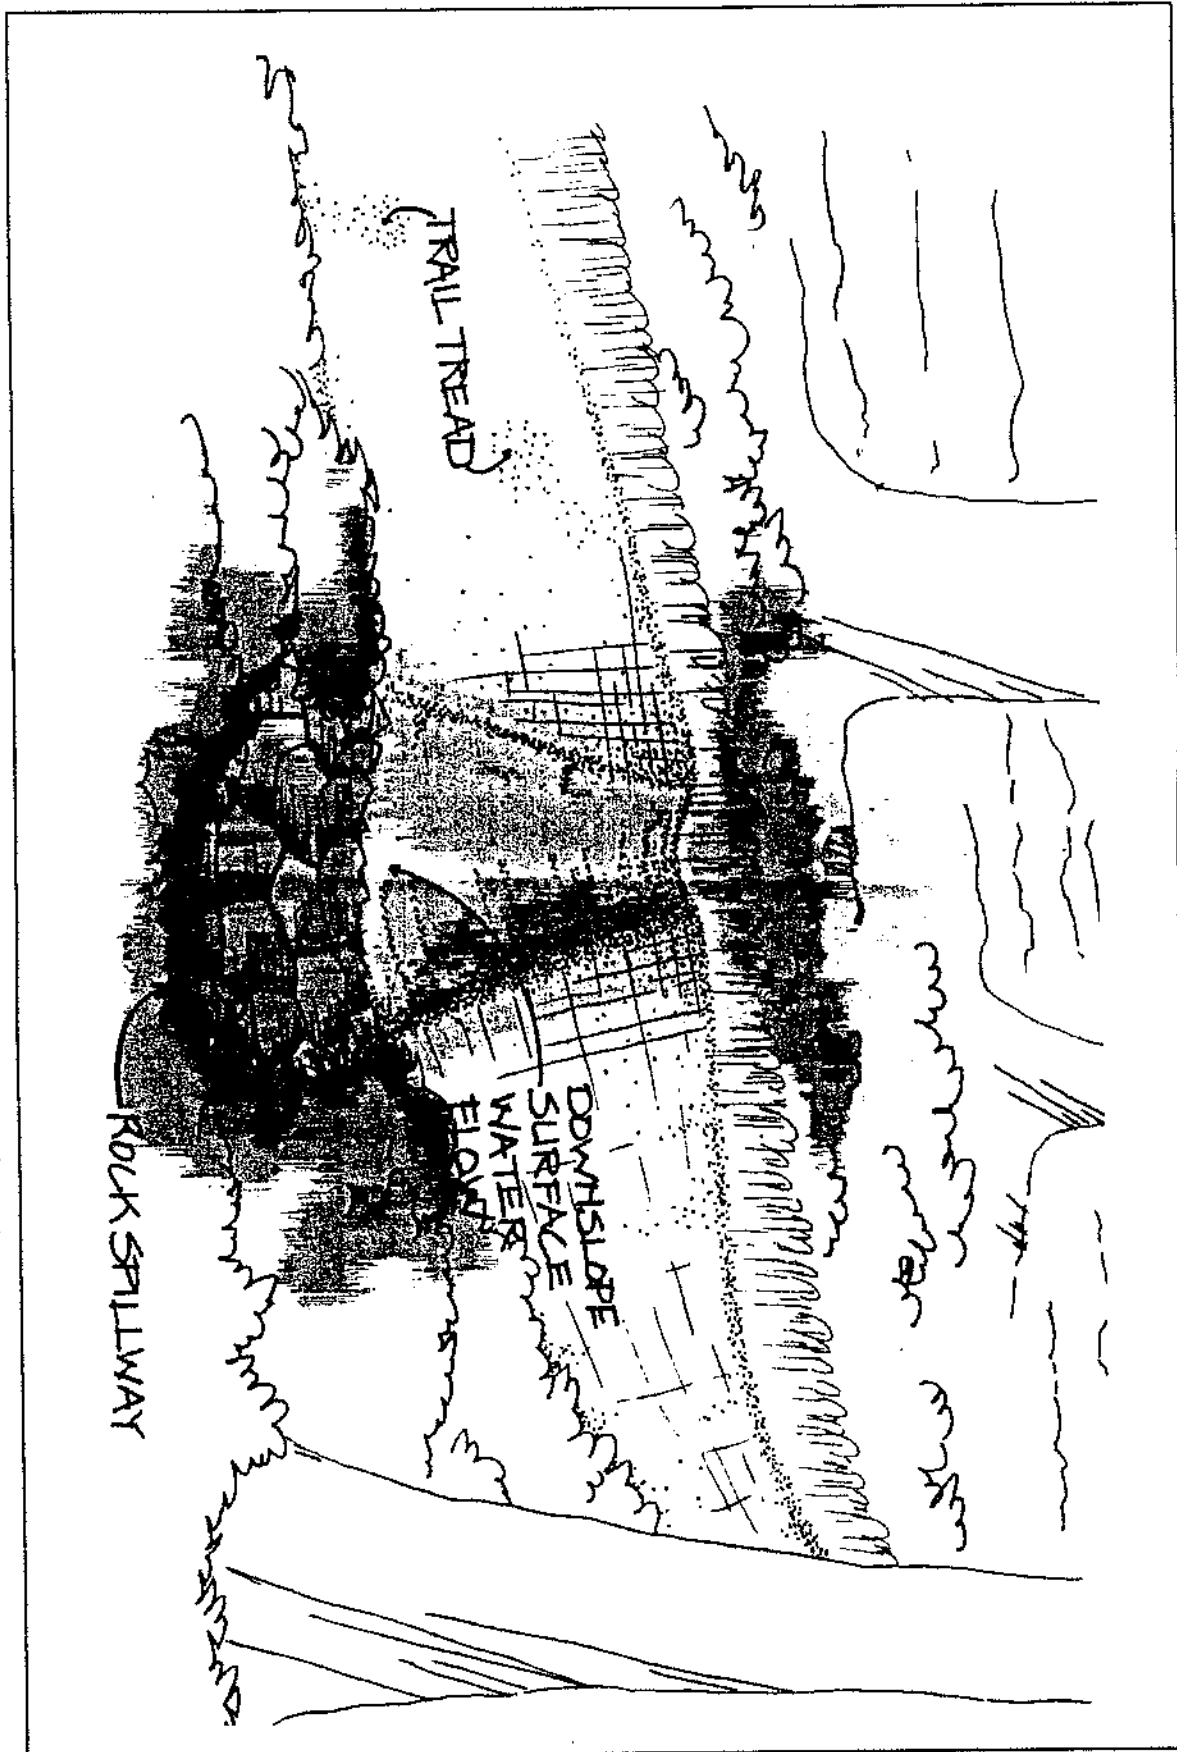 TRAIL TREAD
DOWNSLOPE
SURFACE
WATER
FLOW
ROCK SPILLWAY